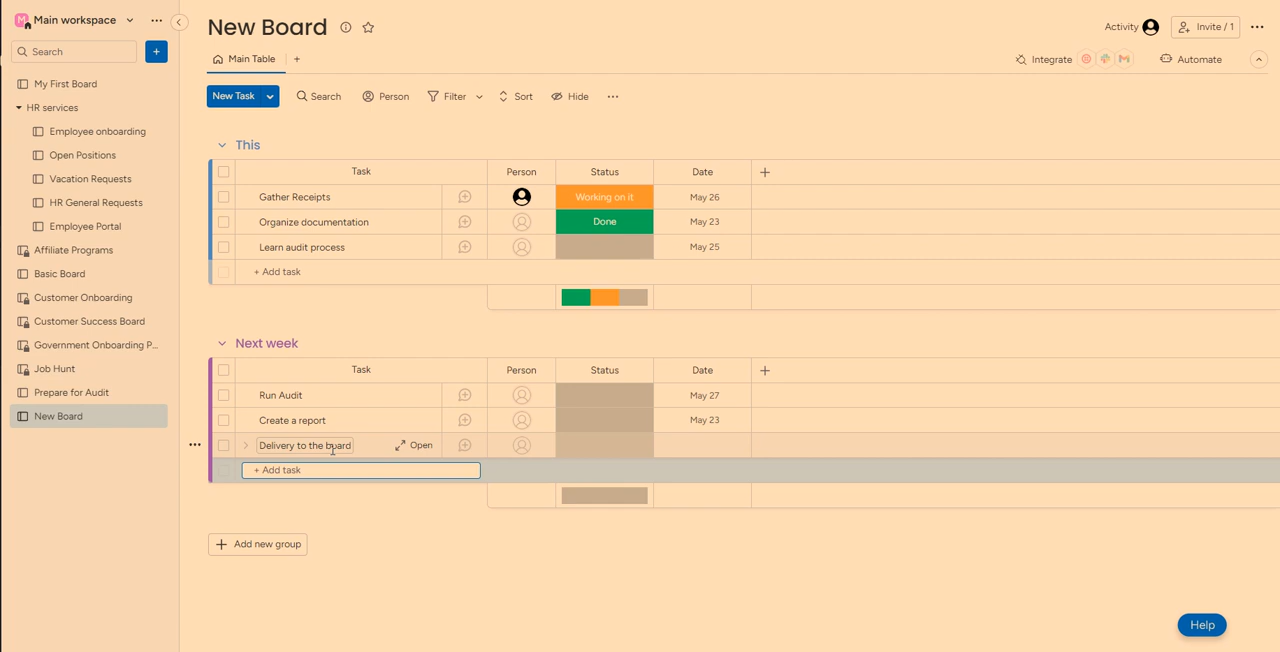 M Main workspace
Search
+
My First Board
HR services
Employee onboarding
Open Positions
Vacation Requests
HR General Requests
Employee Portal
Affiliate Programs
Basic Board
Customer Onboarding
Customer Success Board
Government Onboarding P...
Job Hunt
Prepare for Audit
New Board
New Board
Activity
Invite / 1
Main Table +
Integrate
Automate
New Task
Search
Person
Filter
Sort
Hide
This
Task Person Status Date +
Gather Receipts Working on it May 26
Organize documentation Done May 23
Learn audit process May 25
+ Add task
Next week
Task Person Status Date +
Run Audit May 27
Create a report May 23
Delivery to the board Open
+ Add task
+ Add new group
Help